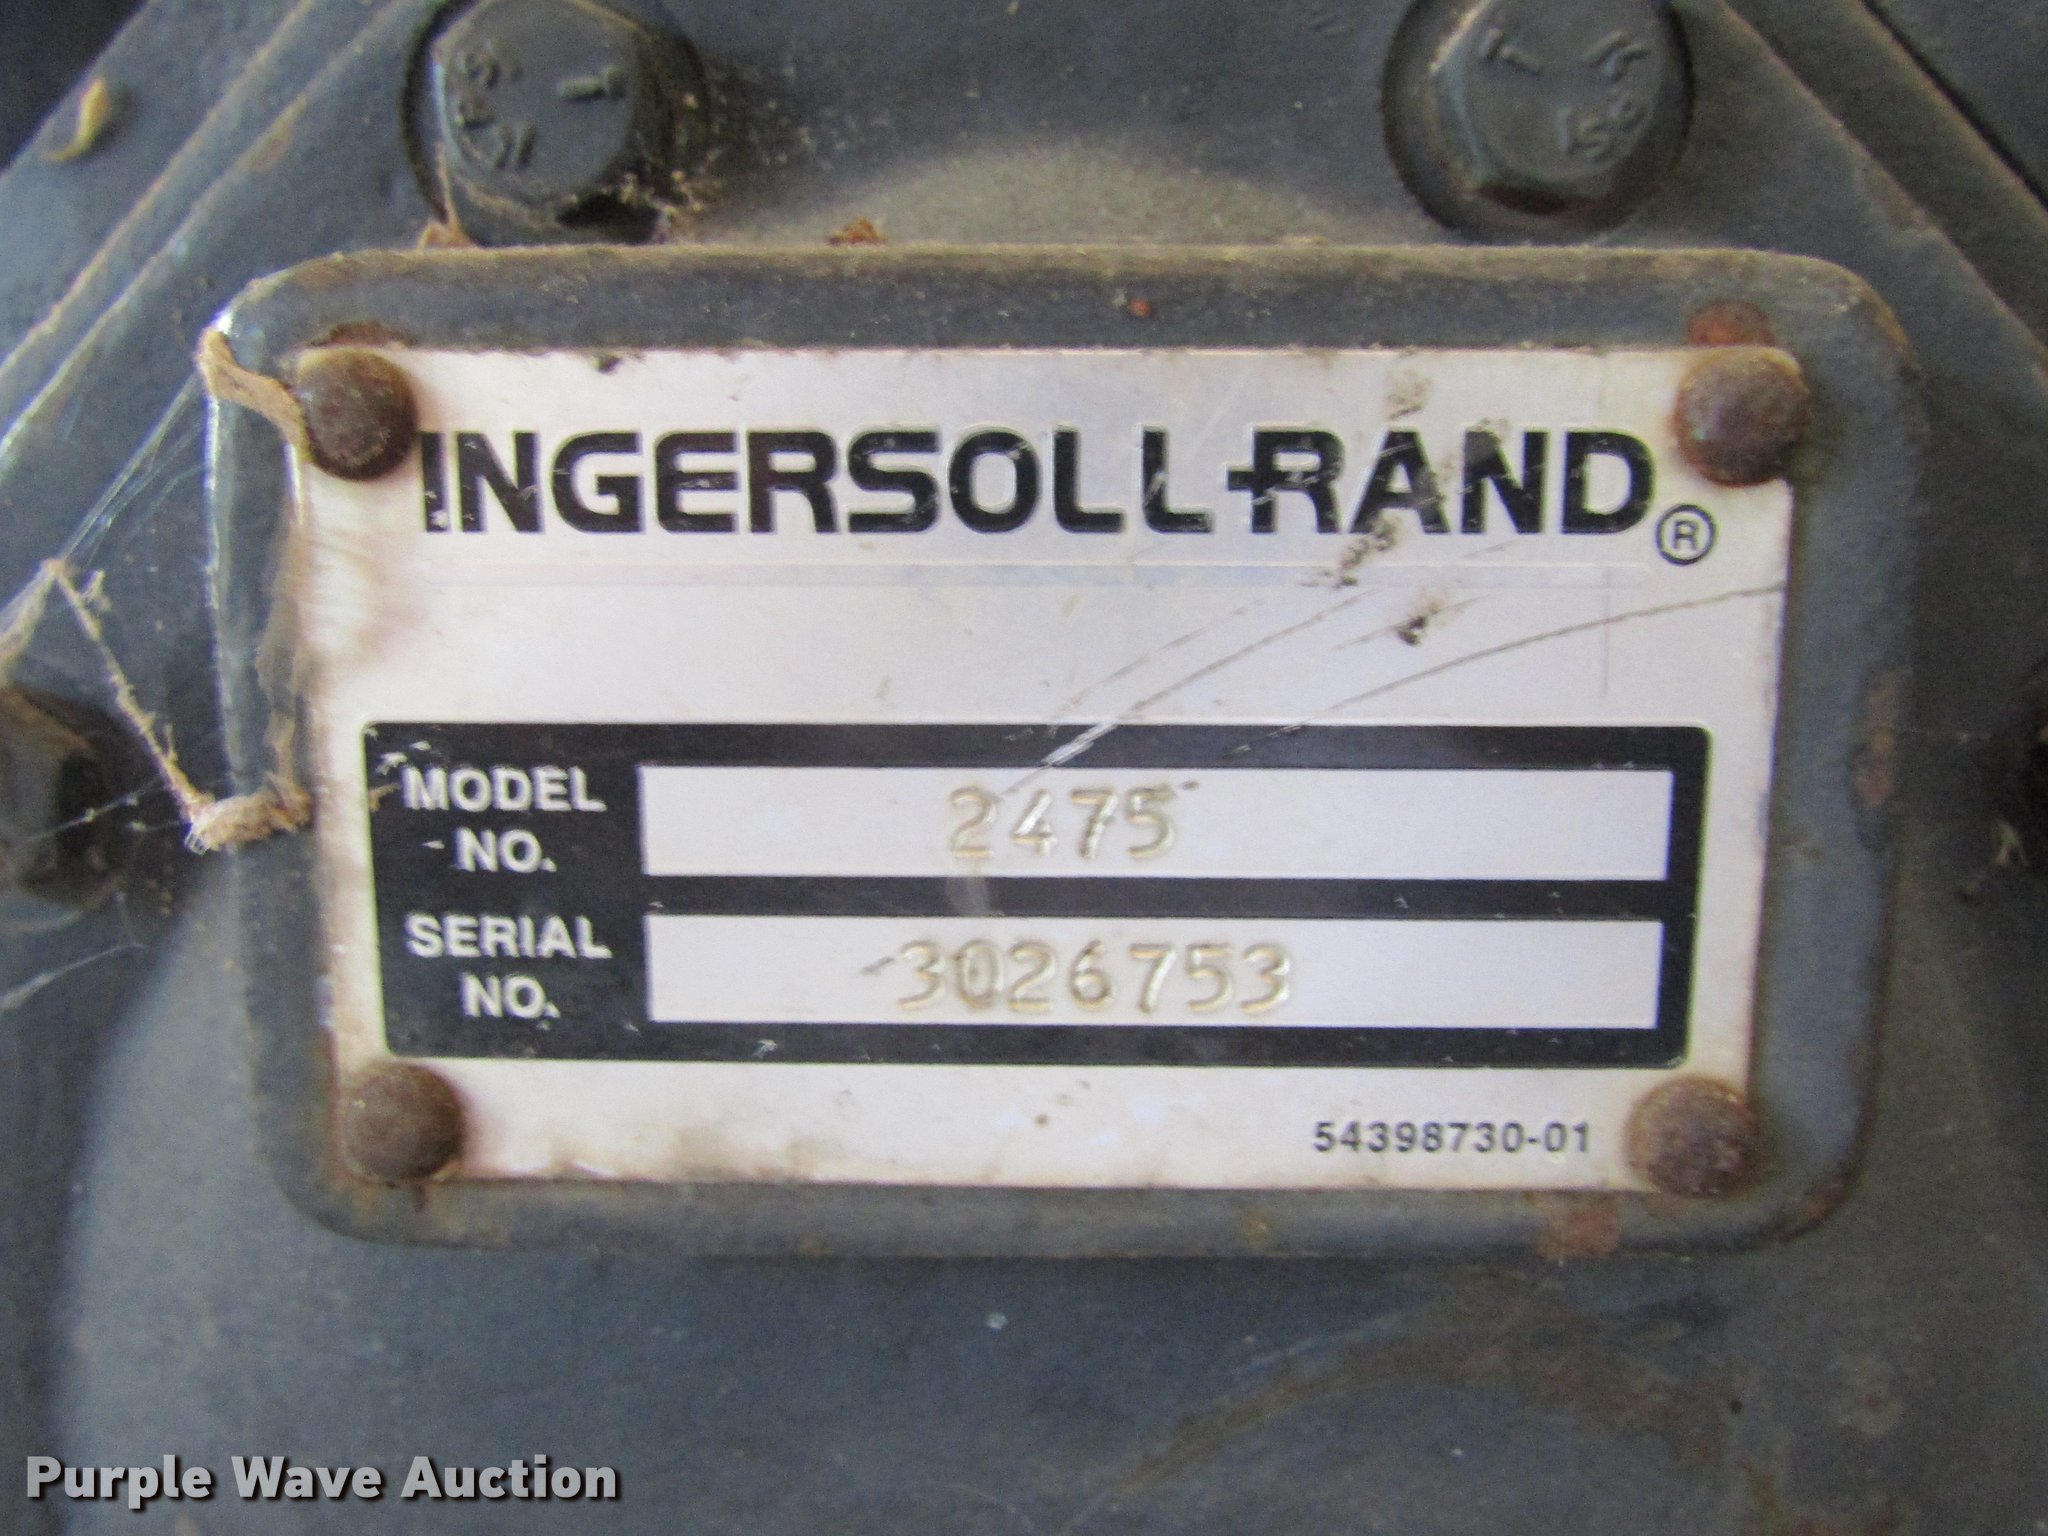 INGERSOLL-RAND®
MODEL NO. 2475
SERIAL NO. 3026753
54398730-01
Purple Wave Auction